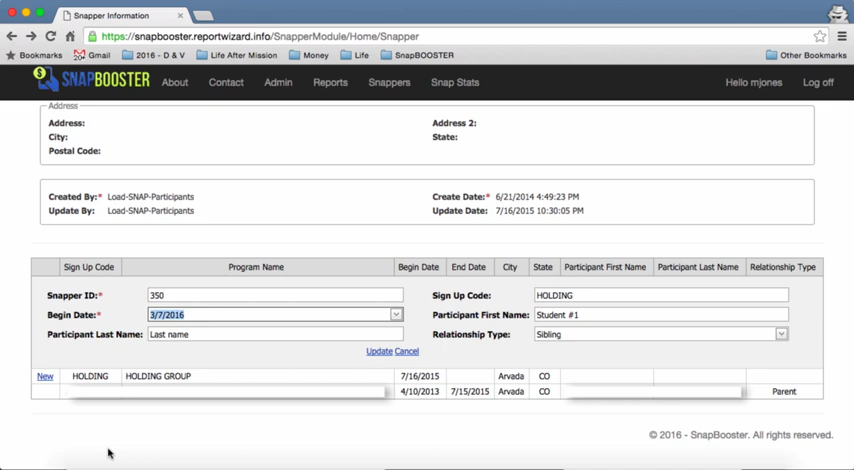 Snapper Information
https://snapbooster.reportwizard.info/SnapperModule/Home/Snapper
Bookmarks Gmail 2016 - D & V Life After Mission Money Life SnapBOOSTER Other Bookmarks
$ SNAPBOOSTER About Contact Admin Reports Snappers Snap Stats Hello mjones Log off
Address
Address: Address 2:
City: State:
Postal Code:
Created By:* Load-SNAP-Participants Create Date:* 6/21/2014 4:49:23 PM
Update By: Load-SNAP-Participants Update Date: 7/16/2015 10:30:05 PM
Sign Up Code Program Name Begin Date End Date City State Participant First Name Participant Last Name Relationship Type
Snapper ID:* 350 Sign Up Code: HOLDING
Begin Date:* 3/7/2016 Participant First Name: Student #1
Participant Last Name: Last name Relationship Type: Sibling
Update Cancel
New HOLDING HOLDING GROUP 7/16/2015 Arvada CO
4/10/2013 7/15/2015 Arvada CO Parent
© 2016 - SnapBooster. All rights reserved.